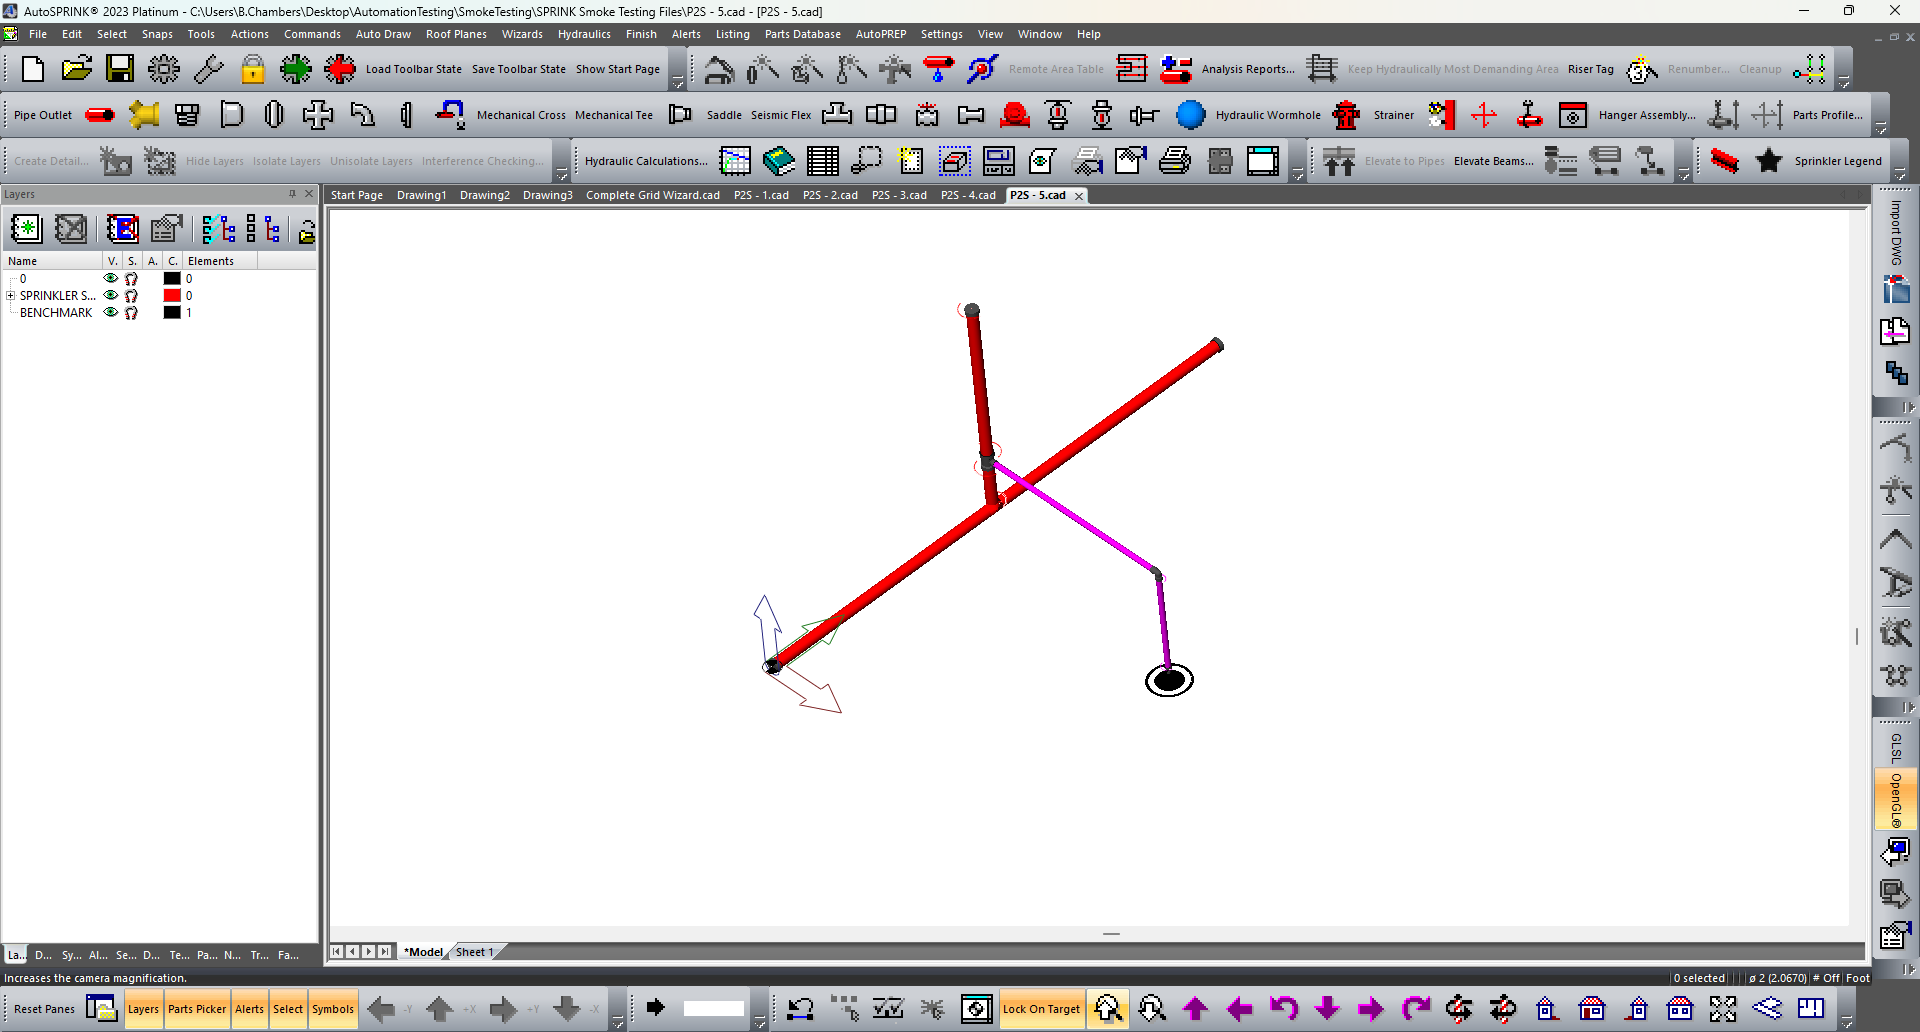 AutoSPRINK® 2023 Platinum - C:\Users\B.Chambers\Desktop\AutomationTesting\SmokeTesting\SPRINK Smoke Testing Files\P2S - 5.cad - [P2S - 5.cad]
File Edit Select Snaps Tools Actions Commands Auto Draw Roof Planes Wizards Hydraulics Finish Alerts Listing Parts Database AutoPREP Settings View Window Help
Load Toolbar State Save Toolbar State Show Start Page Remote Area Table Analysis Reports... Keep Hydraulically Most Demanding Area Riser Tag Renumber... Cleanup
Pipe Outlet Mechanical Cross Mechanical Tee Saddle Seismic Flex Hydraulic Wormhole Strainer Hanger Assembly... Parts Profile...
Create Detail... Hide Layers Isolate Layers Unisolate Layers Interference Checking... Hydraulic Calculations... Elevate to Pipes Elevate Beams... Sprinkler Legend
Layers
Start Page Drawing1 Drawing2 Drawing3 Complete Grid Wizard.cad P2S - 1.cad P2S - 2.cad P2S - 3.cad P2S - 4.cad P2S - 5.cad
Name V. S. A. C. Elements
0 0
SPRINKLER S... 0
BENCHMARK 1
Import DWG
GLSL
OpenGL®
*Model Sheet 1
La... D... Sy... Al... Se... D... Te... Pa... N... Tr... Fa...
Increases the camera magnification.
0 selected ø 2 (2.0670) # Off Foot
Reset Panes Layers Parts Picker Alerts Select Symbols -Y +X +Y -X Lock On Target